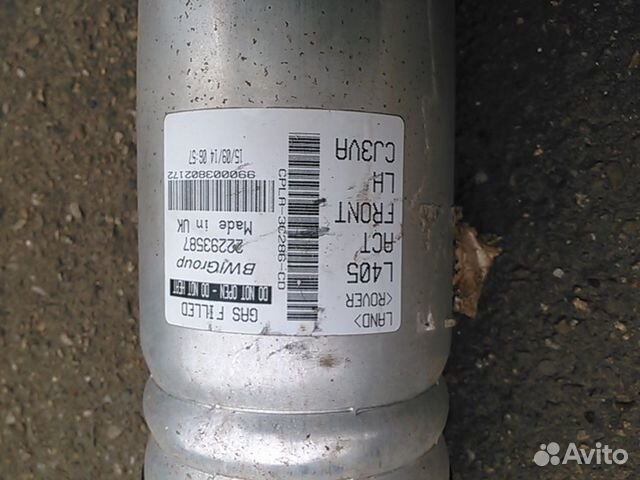 LAND>
<ROVER
L405
ACT
FRONT
LH
CJ3VA
CPLA-3C286-CD
GAS FILLED
DO NOT OPEN - DO NOT HEAT
BWIGroup
22293587
Made in UK
9900003802172
15/09/14 06:57
Avito